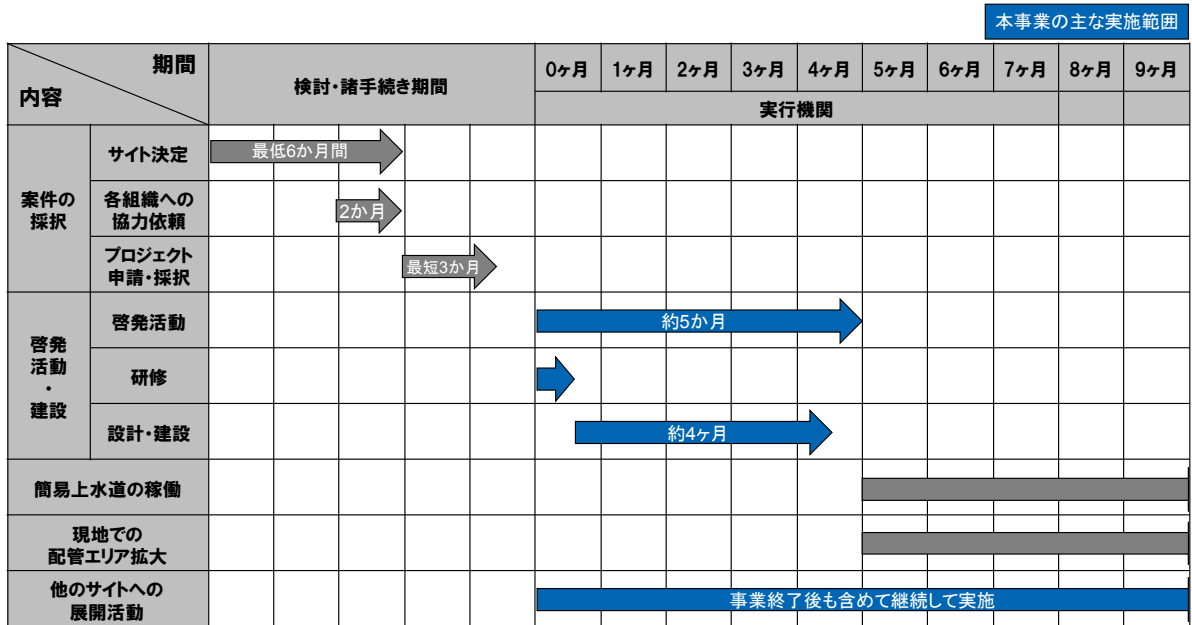 本事業の主な実施範囲
期間
内容
検討・諸手続き期間
0ヶ月
1ヶ月
2ヶ月
3ヶ月
4ヶ月
5ヶ月
6ヶ月
7ヶ月
8ヶ月
9ヶ月
実行機関
案件の
採択
サイト決定
最低6か月間
各組織への
協力依頼
2か月
プロジェクト
申請・採択
最短3か月
啓発
活動
・
建設
啓発活動
約5か月
研修
設計・建設
約4ヶ月
簡易上水道の稼働
現地での
配管エリア拡大
他のサイトへの
展開活動
事業終了後も含めて継続して実施